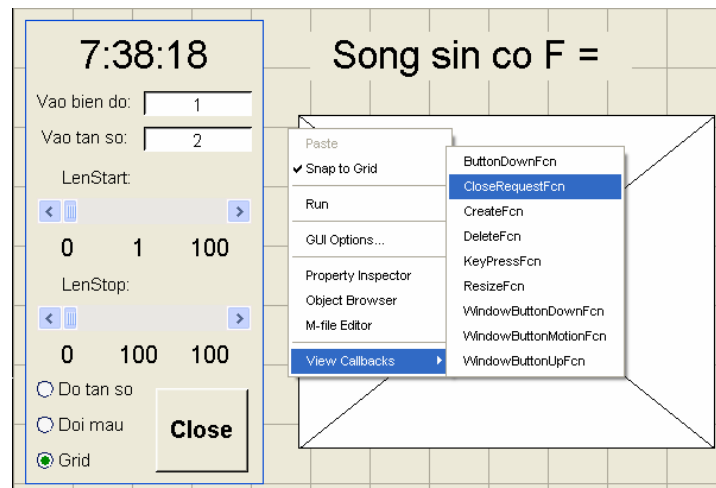 7:38:18
Song sin co F =
Vao bien do: 1
Vao tan so: 2
LenStart:
0 1 100
LenStop:
0 100 100
Do tan so
Doi mau
Grid
Close
Paste
Snap to Grid
Run
GUI Options...
Property Inspector
Object Browser
M-file Editor
View Callbacks
ButtonDownFcn
CloseRequestFcn
CreateFcn
DeleteFcn
KeyPressFcn
ResizeFcn
WindowButtonDownFcn
WindowButtonMotionFcn
WindowButtonUpFcn